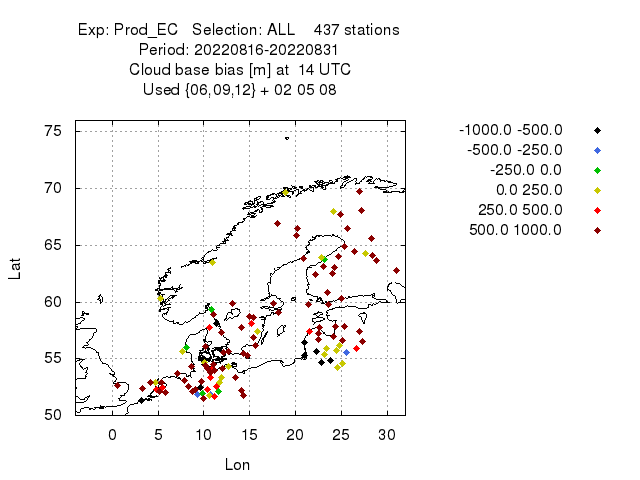 Exp: Prod_EC   Selection: ALL    437 stations
Period: 20220816-20220831
Cloud base bias [m] at  14 UTC
Used {06,09,12} + 02 05 08
-1000.0 -500.0
-500.0 -250.0
-250.0 0.0
0.0 250.0
250.0 500.0
500.0 1000.0
75
70
65
60
55
50
Lat
0 5 10 15 20 25 30
Lon